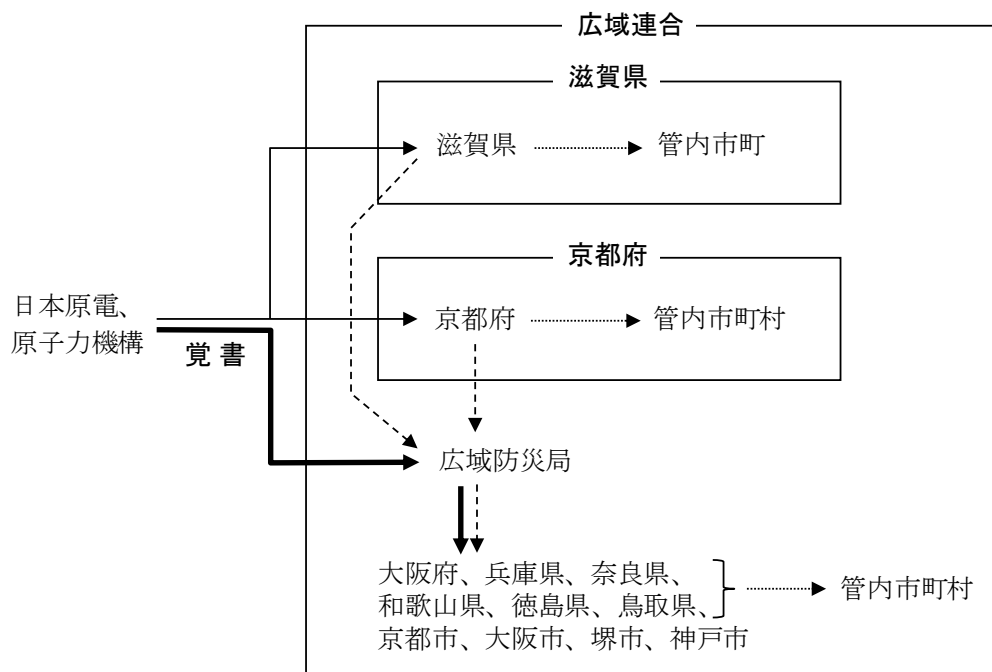 広域連合
滋賀県
滋賀県
管内市町
京都府
日本原電、
原子力機構
京都府
管内市町村
覚書
広域防災局
大阪府、兵庫県、奈良県、
和歌山県、徳島県、鳥取県、
京都市、大阪市、堺市、神戸市
管内市町村